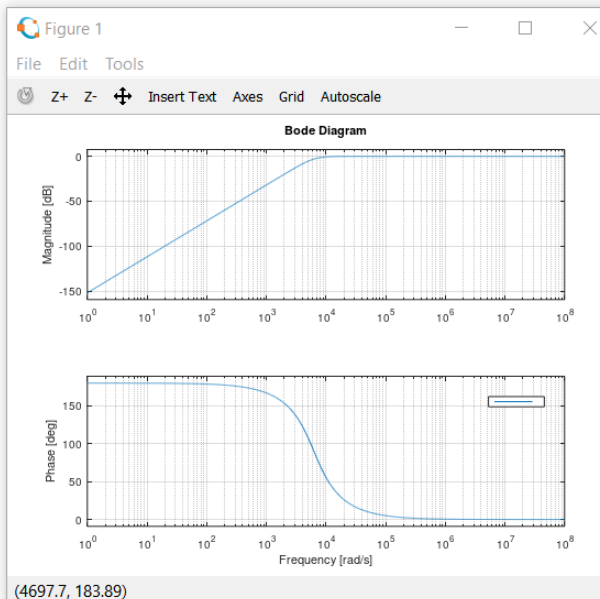 Figure 1
File Edit Tools
Z+ Z- Insert Text Axes Grid Autoscale
Bode Diagram
Magnitude [dB]
0
-50
-100
-150
10^0 10^1 10^2 10^3 10^4 10^5 10^6 10^7 10^8
Phase [deg]
150
100
50
0
10^0 10^1 10^2 10^3 10^4 10^5 10^6 10^7 10^8
Frequency [rad/s]
(4697.7, 183.89)